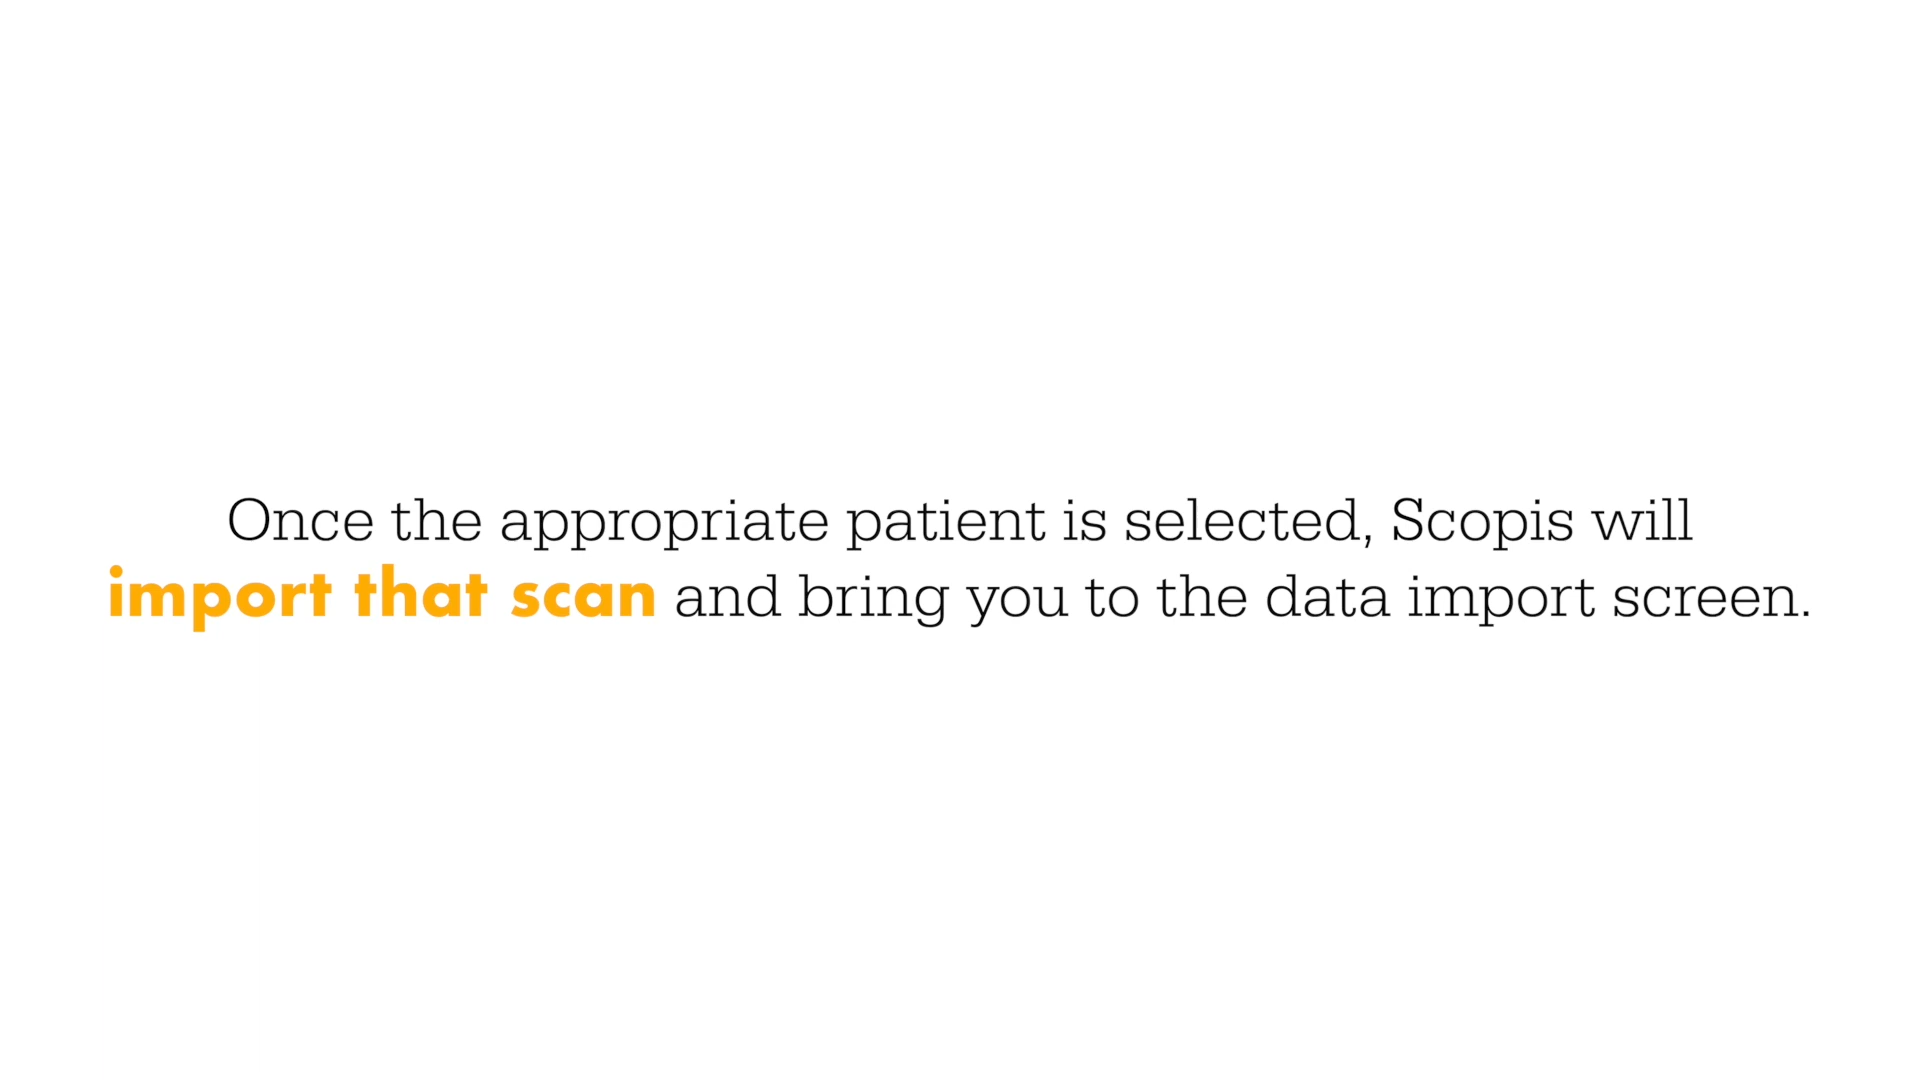 Once the appropriate patient is selected, Scopis will
import that scan and bring you to the data import screen.